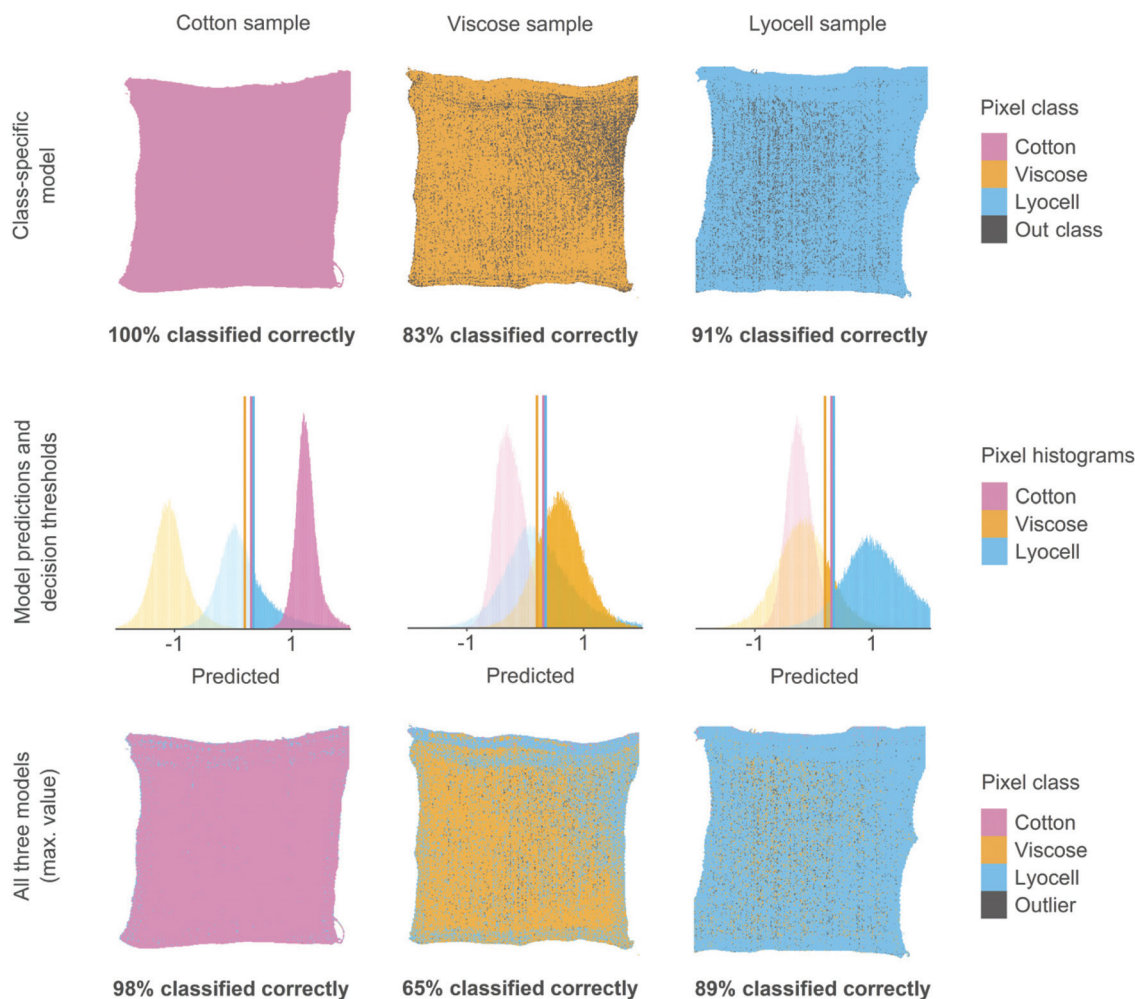 Cotton sample
Viscose sample
Lyocell sample
Class-specific
model
Pixel class
Cotton
Viscose
Lyocell
Out class
100% classified correctly
83% classified correctly
91% classified correctly
Model predictions and
decision thresholds
Pixel histograms
Cotton
Viscose
Lyocell
-1
1
-1
1
-1
1
Predicted
Predicted
Predicted
All three models
(max. value)
Pixel class
Cotton
Viscose
Lyocell
Outlier
98% classified correctly
65% classified correctly
89% classified correctly